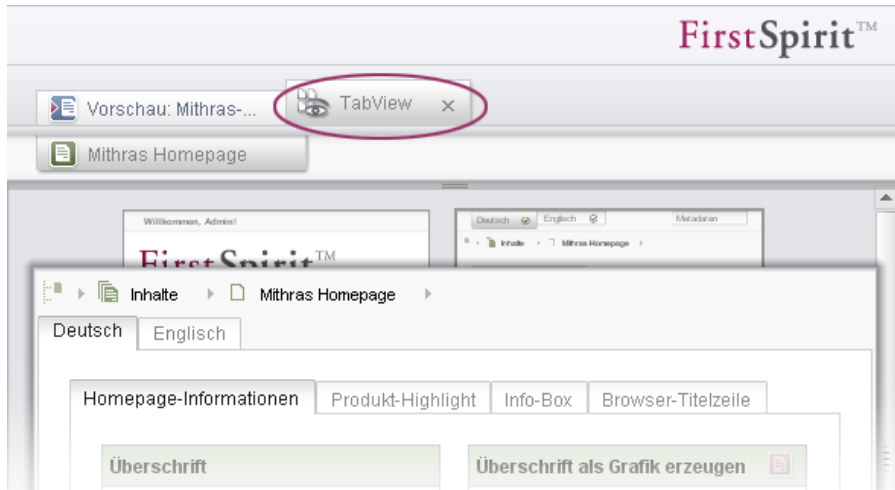 FirstSpirit™
Vorschau: Mithras-... TabView
Mithras Homepage
Willkommen, Admin!
FirstSpirit™
Deutsch Englisch Metadaten
Inhalte Mithras Homepage
Inhalte Mithras Homepage
Deutsch Englisch
Homepage-Informationen Produkt-Highlight Info-Box Browser-Titelzeile
Überschrift Überschrift als Grafik erzeugen